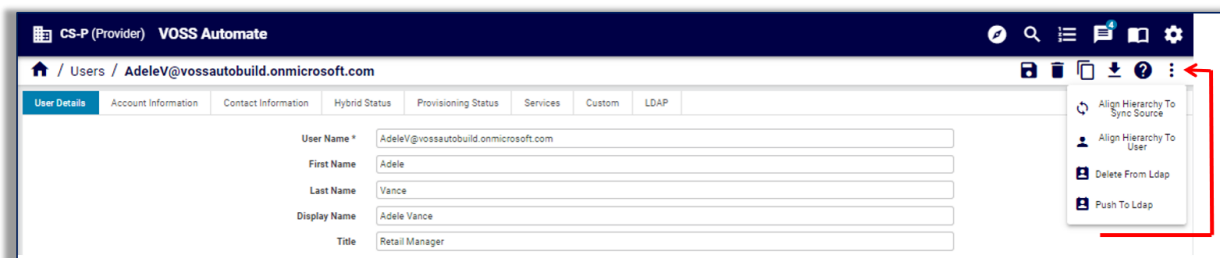 CS-P (Provider) VOSS Automate
4
/ Users / AdeleV@vossautobuild.onmicrosoft.com
User Details Account Information Contact Information Hybrid Status Provisioning Status Services Custom LDAP
Align Hierarchy To
Sync Source
Align Hierarchy To
User
Delete From Ldap
Push To Ldap
User Name * AdeleV@vossautobuild.onmicrosoft.com
First Name Adele
Last Name Vance
Display Name Adele Vance
Title Retail Manager